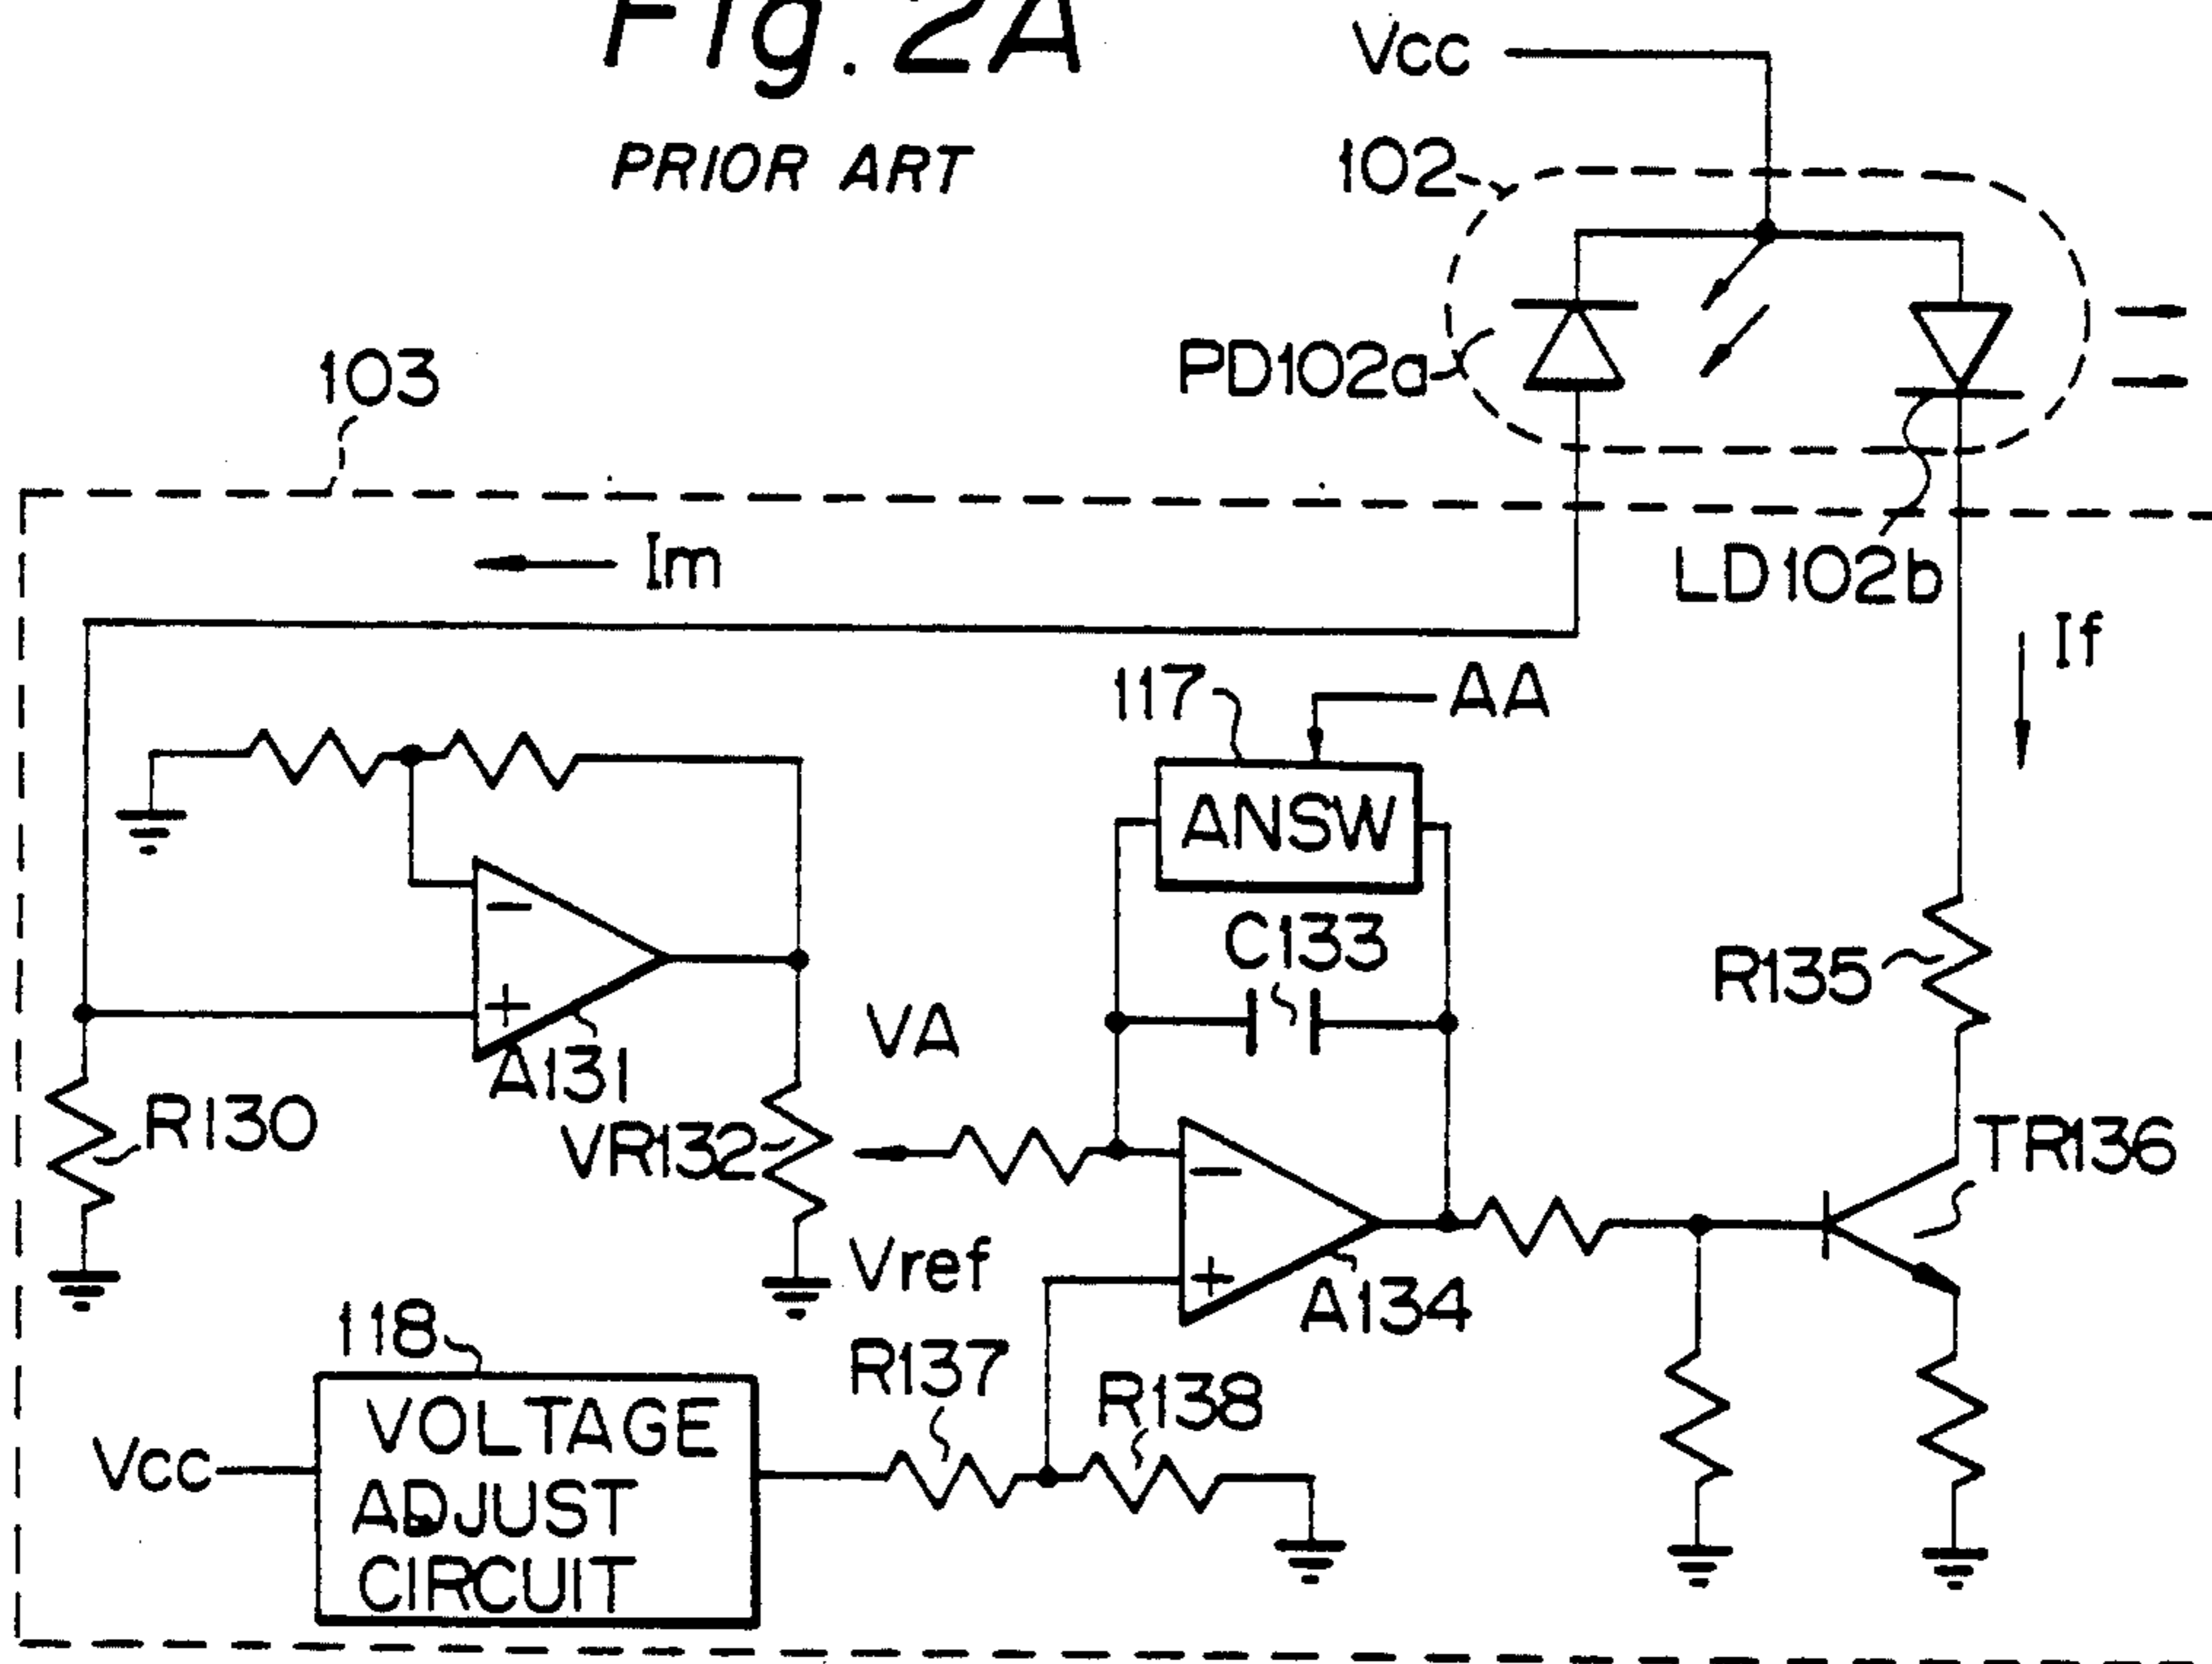 Fig. 2A
PRIOR ART
Vcc
102
PD102a
103
Im
LD102b
If
117
AA
ANSW
C133
R135
VA
A131
R130
VR132
TR136
−
+
−
+
Vref
A134
118
R137
R138
Vcc
VOLTAGE
ADJUST
CIRCUIT